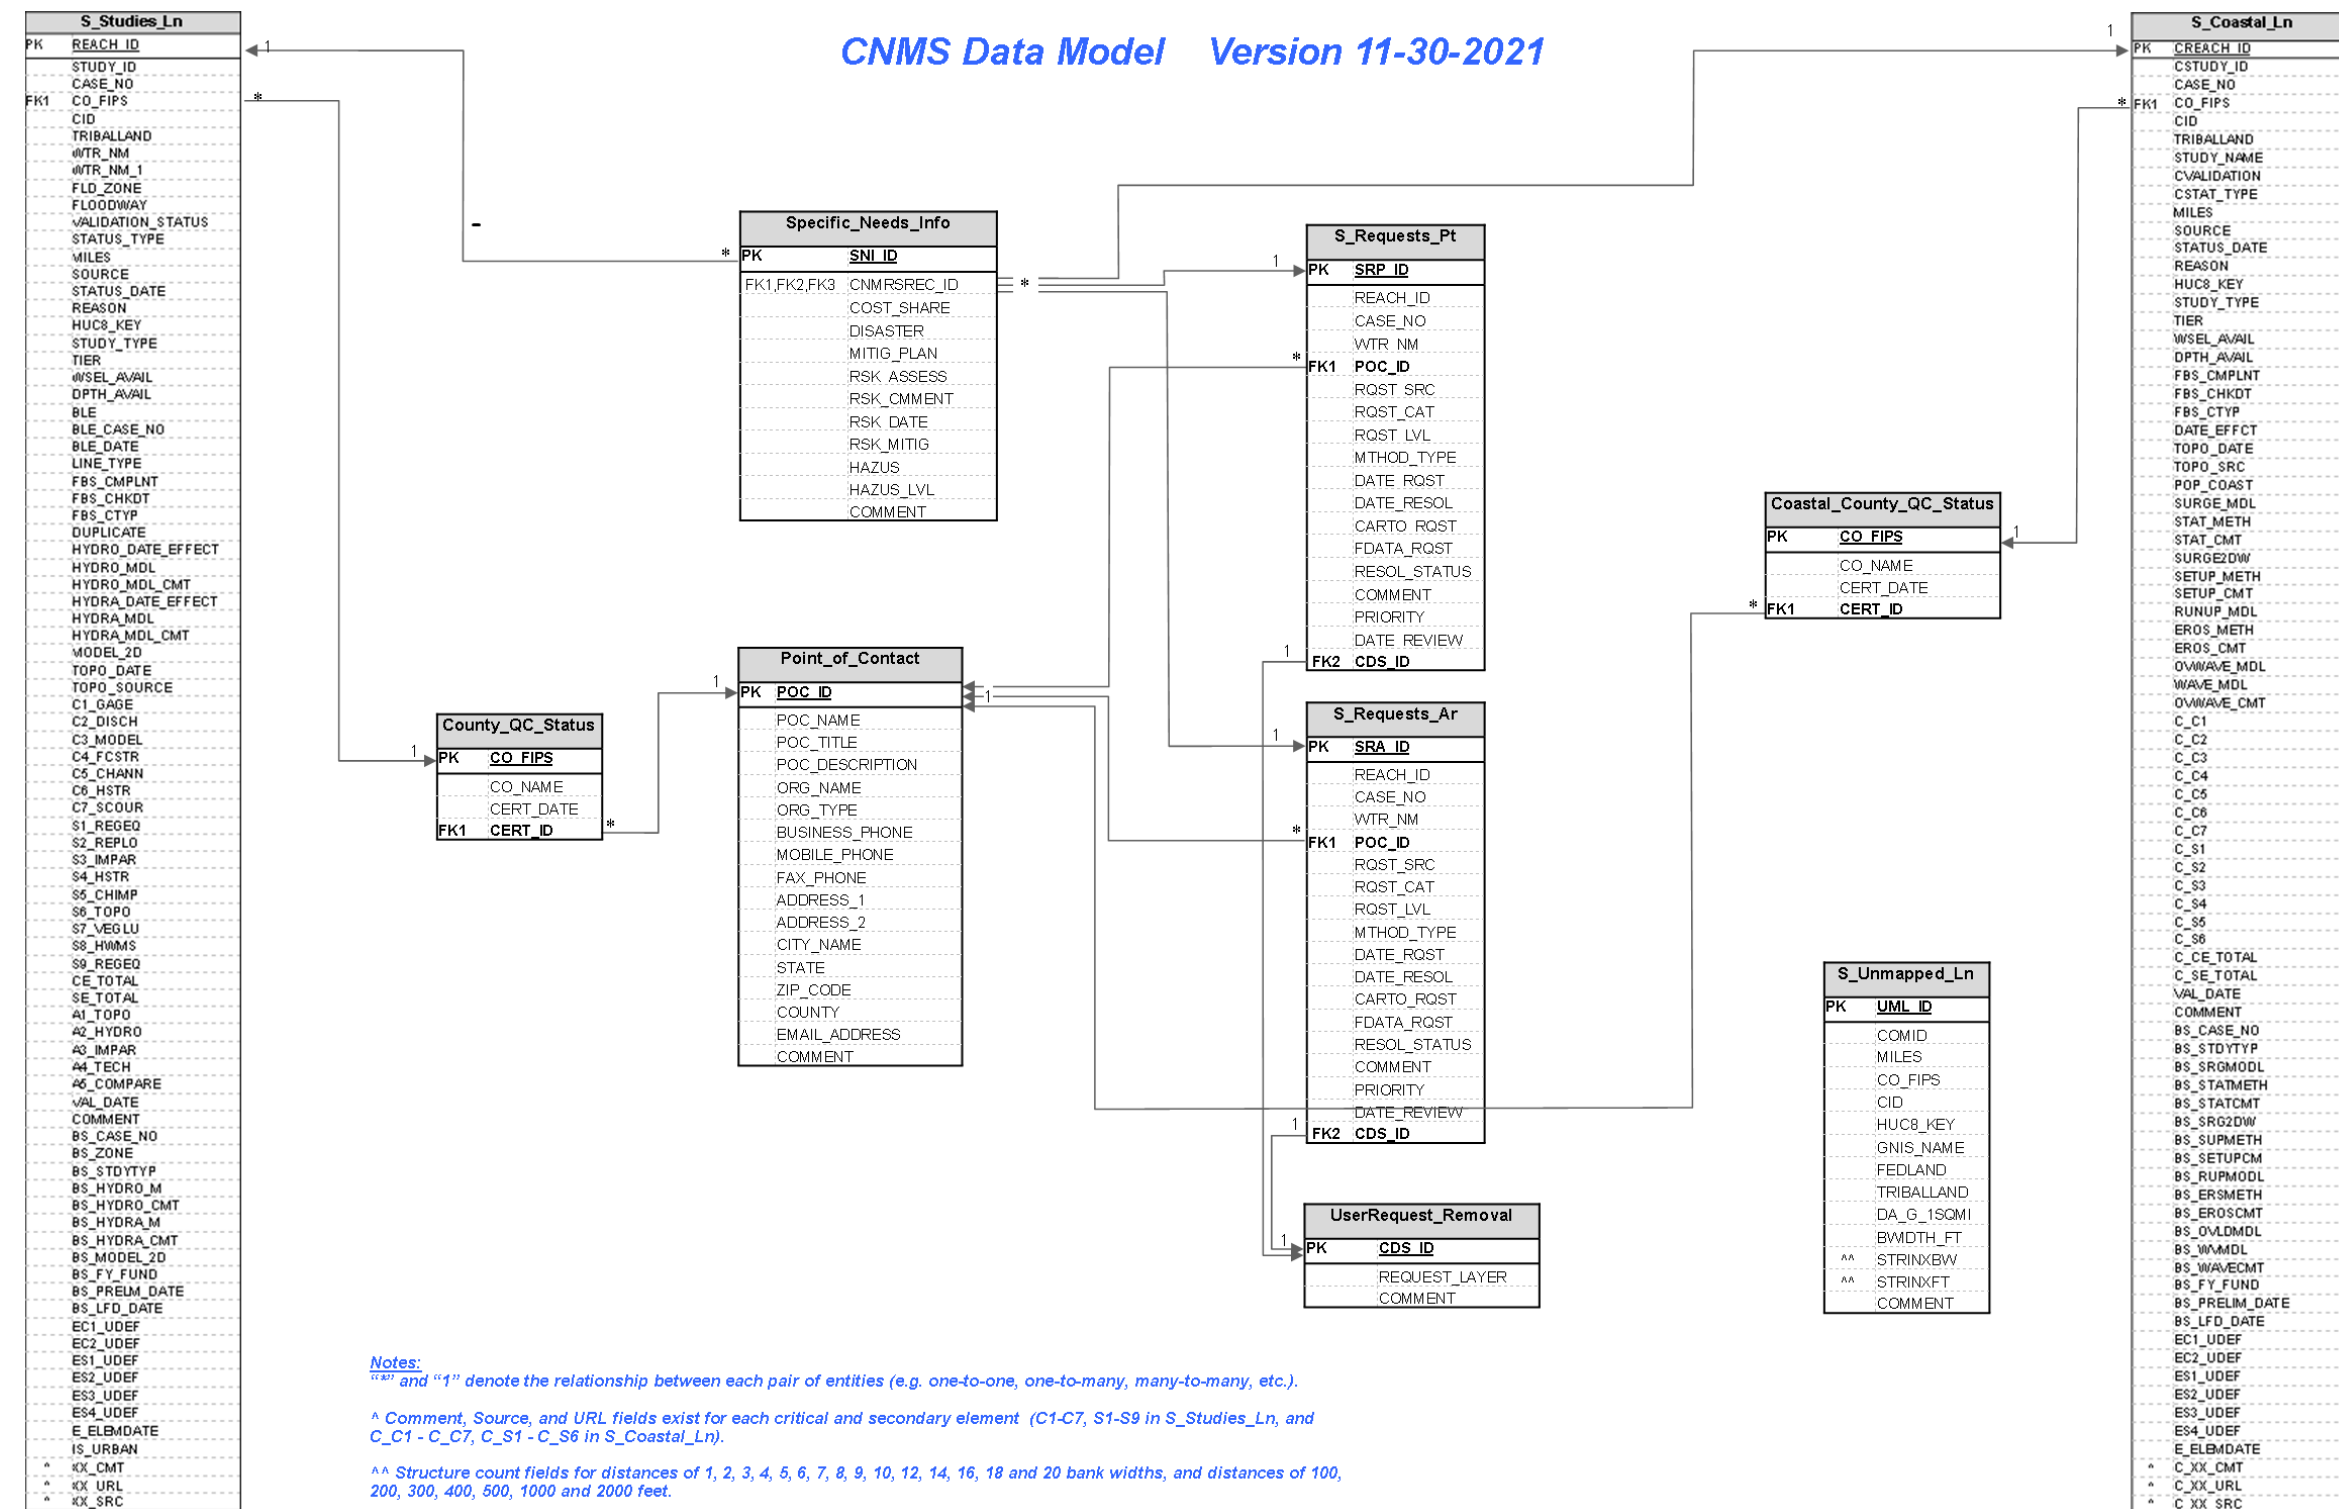 CNMS Data Model Version 11-30-2021
S_Studies_Ln
PK REACH_ID
STUDY_ID
CASE_NO
FK1 CO_FIPS
CID
TRIBALLAND
WTR_NM
WTR_NM_1
FLD_ZONE
FLOODWAY
VALIDATION_STATUS
STATUS_TYPE
MILES
SOURCE
STATUS_DATE
REASON
HUC8_KEY
STUDY_TYPE
TIER
WSEL_AVAIL
DPTH_AVAIL
BLE
BLE_CASE_NO
BLE_DATE
LINE_TYPE
FBS_CMPLNT
FBS_CHKDT
FBS_CTYP
DUPLICATE
HYDRO_DATE_EFFECT
HYDRO_MDL
HYDRO_MDL_CMT
HYDRA_DATE_EFFECT
HYDRA_MDL
HYDRA_MDL_CMT
MODEL_2D
TOPO_DATE
TOPO_SOURCE
C1_GAGE
C2_DISCH
C3_MODEL
C4_FCSTR
C5_CHANN
C6_HSTR
C7_SCOUR
S1_REGEQ
S2_REPLO
S3_IMPAR
S4_HSTR
S5_CHIMP
S6_TOPO
S7_VEGLU
S8_HWMS
S9_REGEQ
CE_TOTAL
SE_TOTAL
A1_TOPO
A2_HYDRO
A3_IMPAR
A4_TECH
A5_COMPARE
VAL_DATE
COMMENT
BS_CASE_NO
BS_ZONE
BS_STDYTYP
BS_HYDRO_M
BS_HYDRO_CMT
BS_HYDRA_M
BS_HYDRA_CMT
BS_MODEL_2D
BS_FY_FUND
BS_PRELM_DATE
BS_LFD_DATE
EC1_UDEF
EC2_UDEF
ES1_UDEF
ES2_UDEF
ES3_UDEF
ES4_UDEF
E_ELEMDATE
IS_URBAN
^ XX_CMT
^ XX_URL
^ XX_SRC
1
*
-
*
1
Specific_Needs_Info
PK SNI_ID
FK1,FK2,FK3 CNMRSREC_ID
COST_SHARE
DISASTER
MITIG_PLAN
RSK_ASSESS
RSK_CMMENT
RSK_DATE
RSK_MITIG
HAZUS
HAZUS_LVL
COMMENT
*
County_QC_Status
PK CO_FIPS
CO_NAME
CERT_DATE
FK1 CERT_ID
*
1
Point_of_Contact
PK POC_ID
POC_NAME
POC_TITLE
POC_DESCRIPTION
ORG_NAME
ORG_TYPE
BUSINESS_PHONE
MOBILE_PHONE
FAX_PHONE
ADDRESS_1
ADDRESS_2
CITY_NAME
STATE
ZIP_CODE
COUNTY
EMAIL_ADDRESS
COMMENT
1
1
*
1
S_Requests_Pt
PK SRP_ID
REACH_ID
CASE_NO
WTR_NM
FK1 POC_ID
RQST_SRC
RQST_CAT
RQST_LVL
MTHOD_TYPE
DATE_RQST
DATE_RESOL
CARTO_RQST
FDATA_RQST
RESOL_STATUS
COMMENT
PRIORITY
DATE_REVIEW
FK2 CDS_ID
1
*
1
S_Requests_Ar
PK SRA_ID
REACH_ID
CASE_NO
WTR_NM
FK1 POC_ID
RQST_SRC
RQST_CAT
RQST_LVL
MTHOD_TYPE
DATE_RQST
DATE_RESOL
CARTO_RQST
FDATA_RQST
RESOL_STATUS
COMMENT
PRIORITY
DATE_REVIEW
FK2 CDS_ID
1
UserRequest_Removal
PK CDS_ID
REQUEST_LAYER
COMMENT
Coastal_County_QC_Status
PK CO_FIPS
CO_NAME
CERT_DATE
FK1 CERT_ID
*
1
S_Unmapped_Ln
PK UML_ID
COMID
MILES
CO_FIPS
CID
HUC8_KEY
GNIS_NAME
FEDLAND
TRIBALLAND
DA_G_1SQMI
BWIDTH_FT
^^ STRINXBW
^^ STRINXFT
COMMENT
1
*
S_Coastal_Ln
PK CREACH_ID
CSTUDY_ID
CASE_NO
FK1 CO_FIPS
CID
TRIBALLAND
STUDY_NAME
CVALIDATION
CSTAT_TYPE
MILES
SOURCE
STATUS_DATE
REASON
HUC8_KEY
STUDY_TYPE
TIER
WSEL_AVAIL
DPTH_AVAIL
FBS_CMPLNT
FBS_CHKDT
FBS_CTYP
DATE_EFFCT
TOPO_DATE
TOPO_SRC
POP_COAST
SURGE_MDL
STAT_METH
STAT_CMT
SURGE2DW
SETUP_METH
SETUP_CMT
RUNUP_MDL
EROS_METH
EROS_CMT
OVWAVE_MDL
WAVE_MDL
OVWAVE_CMT
C_C1
C_C2
C_C3
C_C4
C_C5
C_C6
C_C7
C_S1
C_S2
C_S3
C_S4
C_S5
C_S6
C_CE_TOTAL
C_SE_TOTAL
VAL_DATE
COMMENT
BS_CASE_NO
BS_STDYTYP
BS_SRGMODL
BS_STATMETH
BS_STATCMT
BS_SRG2DW
BS_SUPMETH
BS_SETUPCM
BS_RUPMODL
BS_ERSMETH
BS_EROSCMT
BS_OVLDMDL
BS_WVMDL
BS_WAVECMT
BS_FY_FUND
BS_PRELIM_DATE
BS_LFD_DATE
EC1_UDEF
EC2_UDEF
ES1_UDEF
ES2_UDEF
ES3_UDEF
ES4_UDEF
E_ELEMDATE
^ C_XX_CMT
^ C_XX_URL
^ C_XX_SRC
Notes:
“*” and “1” denote the relationship between each pair of entities (e.g. one-to-one, one-to-many, many-to-many, etc.).
^ Comment, Source, and URL fields exist for each critical and secondary element (C1-C7, S1-S9 in S_Studies_Ln, and
C_C1 - C_C7, C_S1 - C_S6 in S_Coastal_Ln).
^^ Structure count fields for distances of 1, 2, 3, 4, 5, 6, 7, 8, 9, 10, 12, 14, 16, 18 and 20 bank widths, and distances of 100,
200, 300, 400, 500, 1000 and 2000 feet.